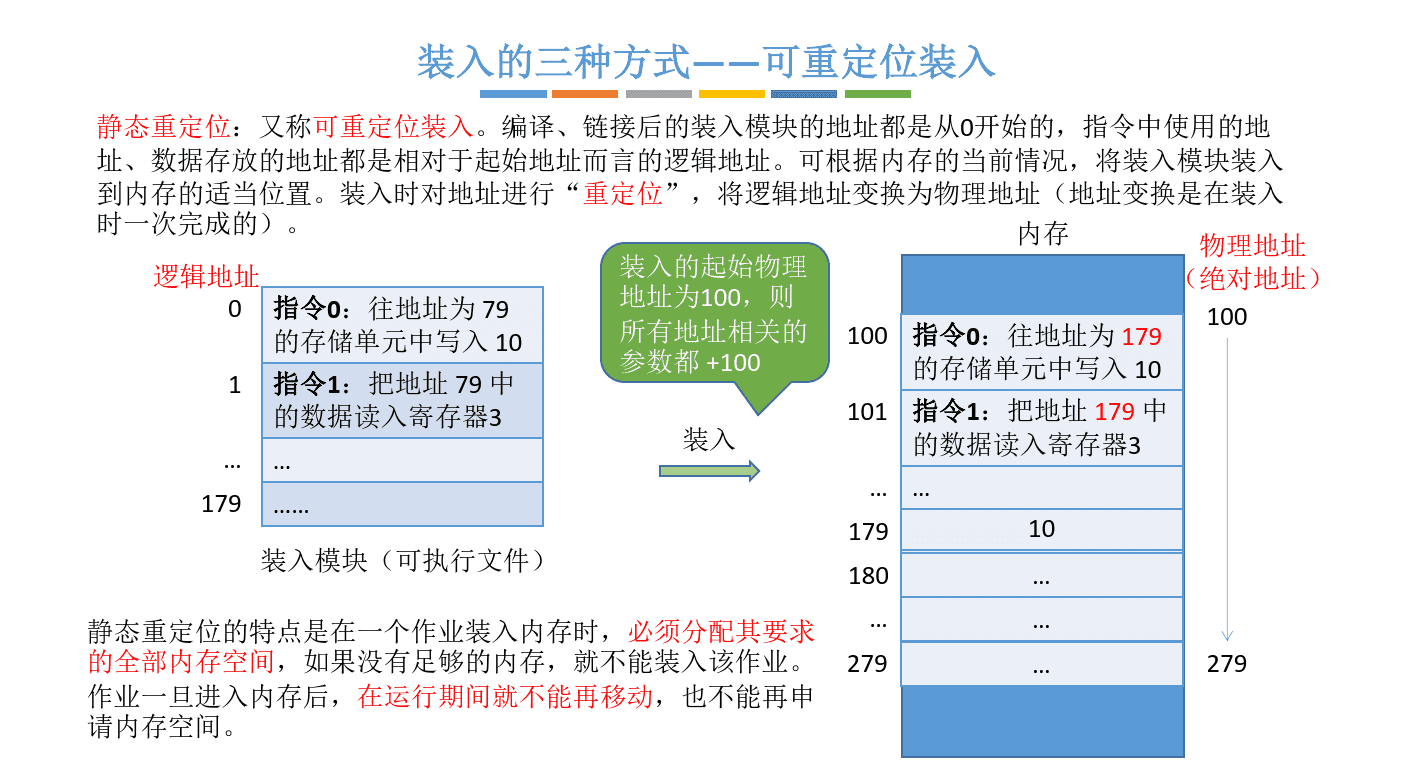 装入的三种方式——可重定位装入
静态重定位：又称可重定位装入。编译、链接后的装入模块的地址都是从0开始的，指令中使用的地
址、数据存放的地址都是相对于起始地址而言的逻辑地址。可根据内存的当前情况，将装入模块装入
到内存的适当位置。装入时对地址进行“重定位”，将逻辑地址变换为物理地址（地址变换是在装入
时一次完成的）。
逻辑地址
0
指令0：往地址为 79
的存储单元中写入 10
1
指令1：把地址 79 中
的数据读入寄存器3
...
...
179
......
装入模块（可执行文件）
装入的起始物理
地址为100，则
所有地址相关的
参数都 +100
装入
内存
物理地址
（绝对地址）
100
指令0：往地址为 179
的存储单元中写入 10
101
指令1：把地址 179 中
的数据读入寄存器3
...
...
179
10
180
...
...
...
279
...
100
279
静态重定位的特点是在一个作业装入内存时，必须分配其要求
的全部内存空间，如果没有足够的内存，就不能装入该作业。
作业一旦进入内存后，在运行期间就不能再移动，也不能再申
请内存空间。